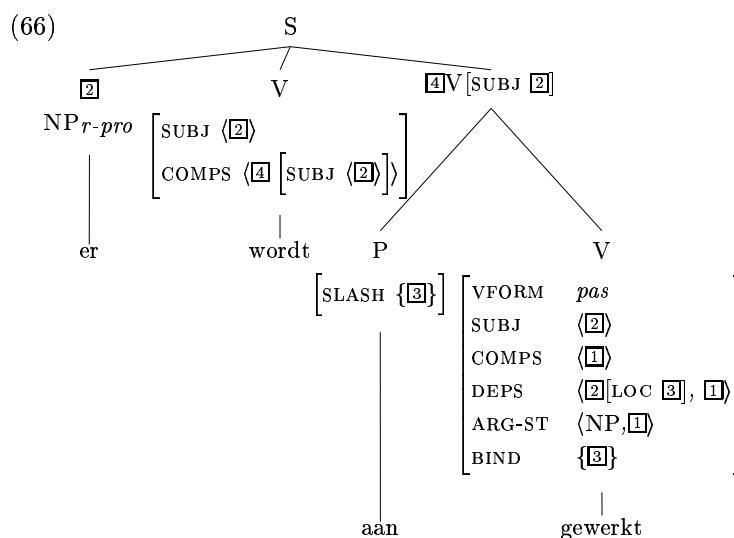 (66)
S
2 V 4V[SUBJ 2]
NPr-pro [SUBJ ⟨2⟩
COMPS ⟨4 [SUBJ ⟨2⟩]⟩]
er wordt P V
[SLASH {3}] [VFORM pas
SUBJ ⟨2⟩
COMPS ⟨1⟩
DEPS ⟨2[LOC 3], 1⟩
ARG-ST ⟨NP,1⟩
BIND {3}]
aan gewerkt